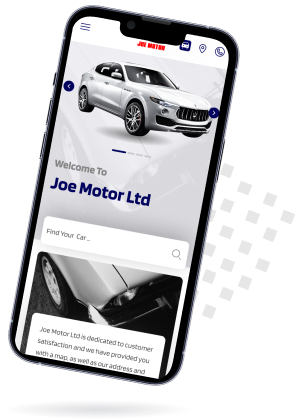 JOE MOTOR
Welcome To
Joe Motor Ltd
Find Your Car...
Joe Motor Ltd is dedicated to customer
satisfaction and we have provided you
with a map, as well as our address and